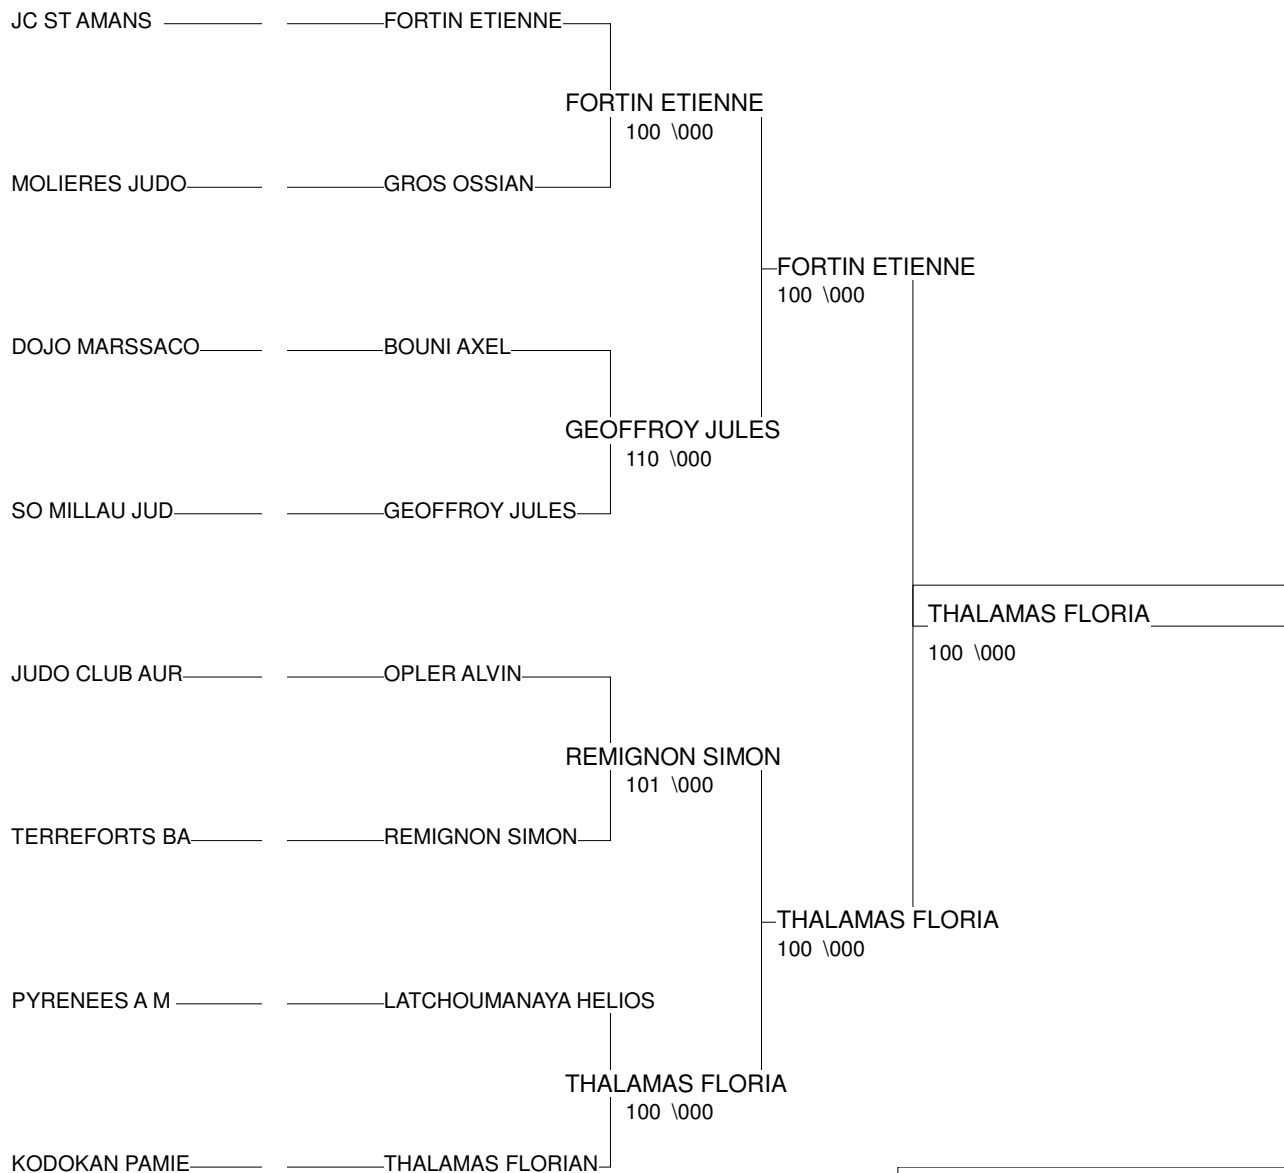 JC ST AMANS FORTIN ETIENNE
FORTIN ETIENNE
100 \000
MOLIERES JUDO GROS OSSIAN
FORTIN ETIENNE
100 \000
DOJO MARSSACO BOUNI AXEL
GEOFFROY JULES
110 \000
SO MILLAU JUD GEOFFROY JULES
THALAMAS FLORIA
100 \000
JUDO CLUB AUR OPLER ALVIN
REMIGNON SIMON
101 \000
TERREFORTS BA REMIGNON SIMON
THALAMAS FLORIA
100 \000
PYRENEES A M LATCHOUMANAYA HELIOS
THALAMAS FLORIA
100 \000
KODOKAN PAMIE THALAMAS FLORIAN